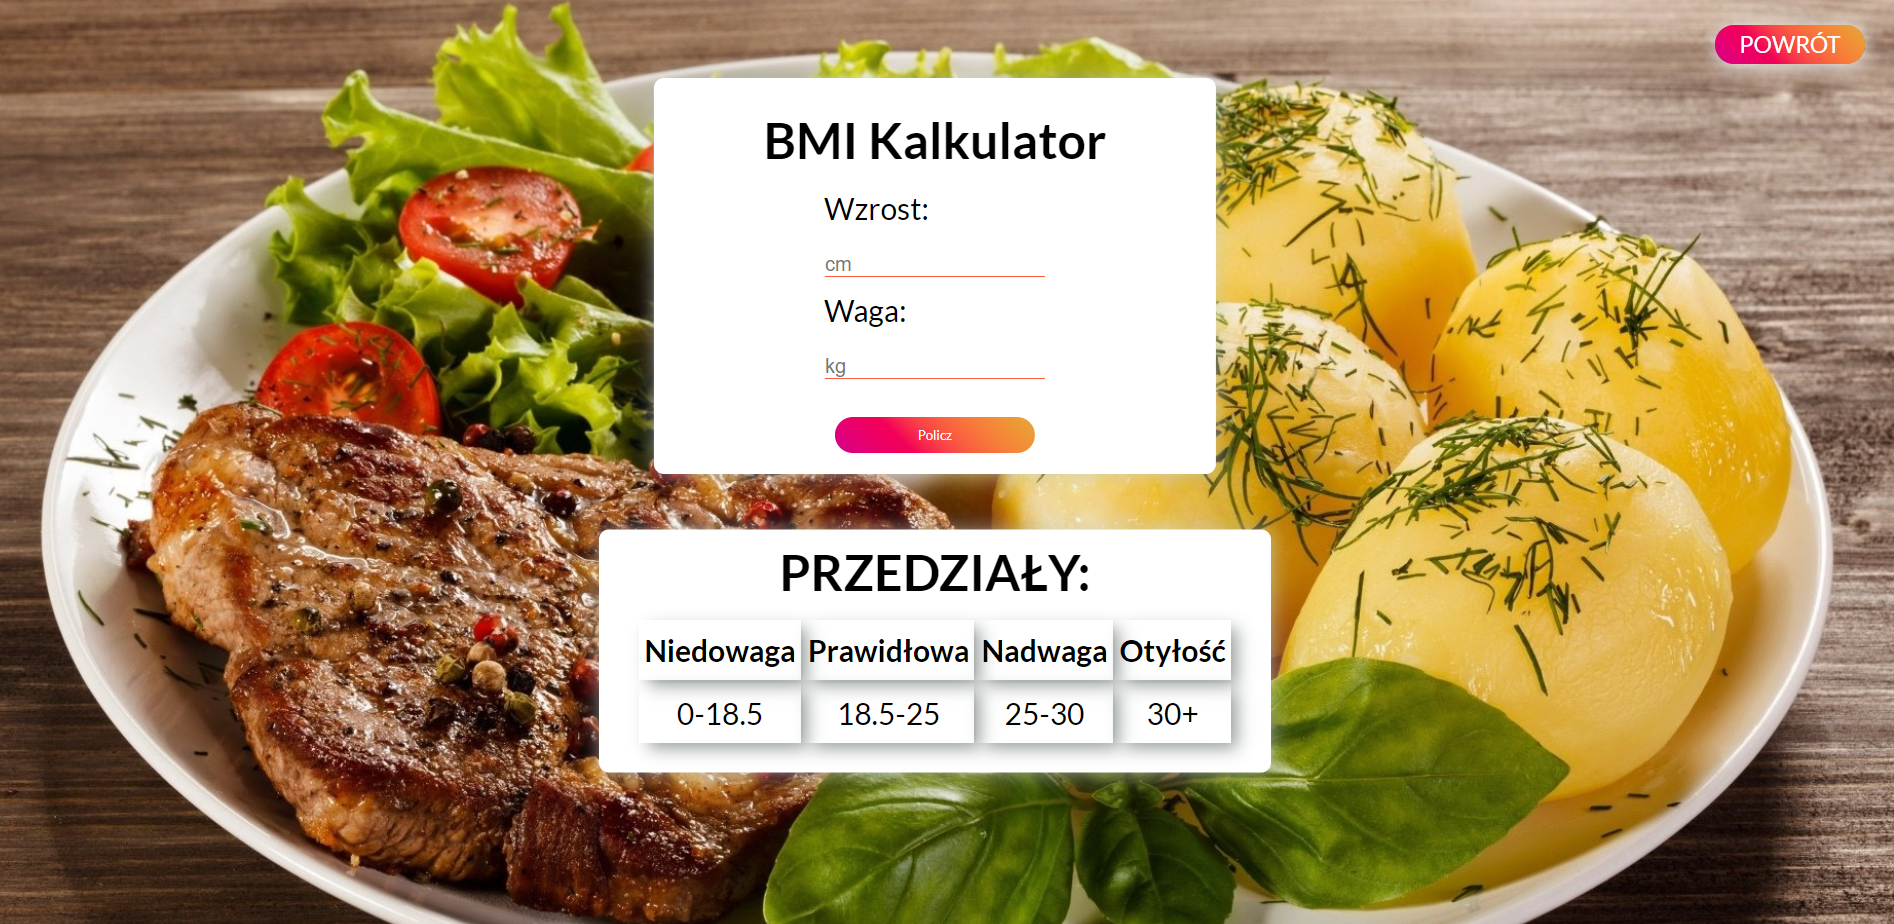 POWRÓT
BMI Kalkulator
Wzrost:
cm
Waga:
kg
Policz
PRZEDZIAŁY:
Niedowaga Prawidłowa Nadwaga Otyłość
0-18.5 18.5-25 25-30 30+